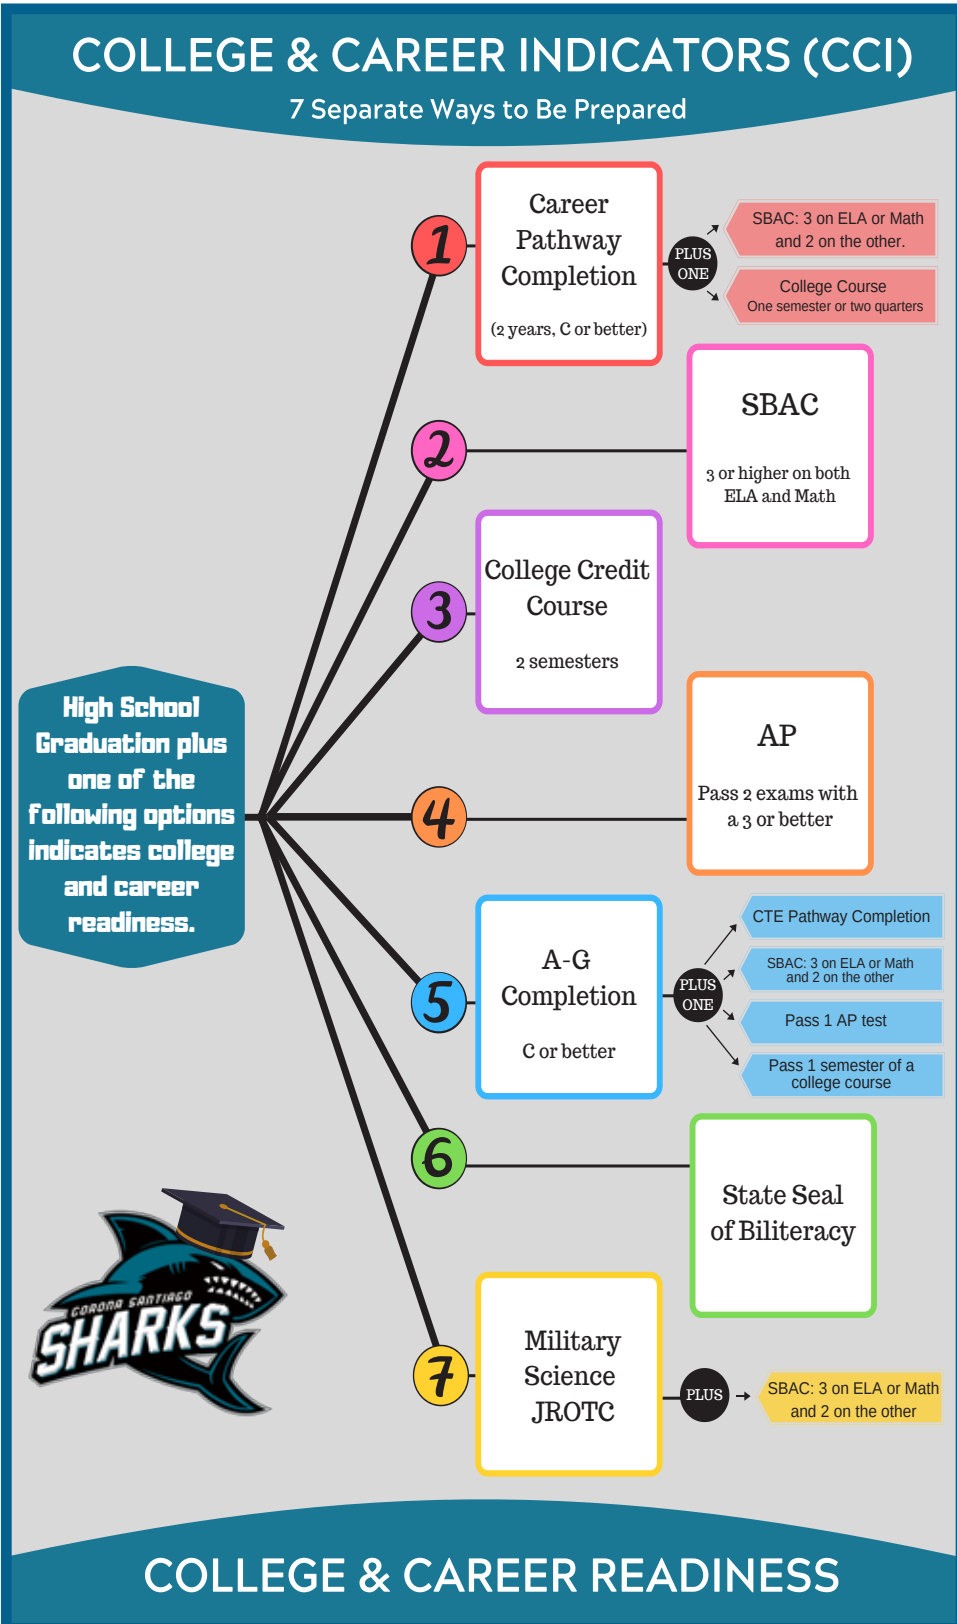 COLLEGE & CAREER INDICATORS (CCI)
7 Separate Ways to Be Prepared
1
Career
Pathway
Completion
(2 years, C or better)
PLUS
ONE
SBAC: 3 on ELA or Math
and 2 on the other.
College Course
One semester or two quarters
2
SBAC
3 or higher on both
ELA and Math
3
College Credit
Course
2 semesters
High School
Graduation plus
one of the
following options
indicates college
and career
readiness.
4
AP
Pass 2 exams with
a 3 or better
5
A-G
Completion
C or better
PLUS
ONE
CTE Pathway Completion
SBAC: 3 on ELA or Math
and 2 on the other
Pass 1 AP test
Pass 1 semester of a
college course
6
State Seal
of Biliteracy
CORONA SANTIAGO
SHARKS
7
Military
Science
JROTC
PLUS
SBAC: 3 on ELA or Math
and 2 on the other
COLLEGE & CAREER READINESS